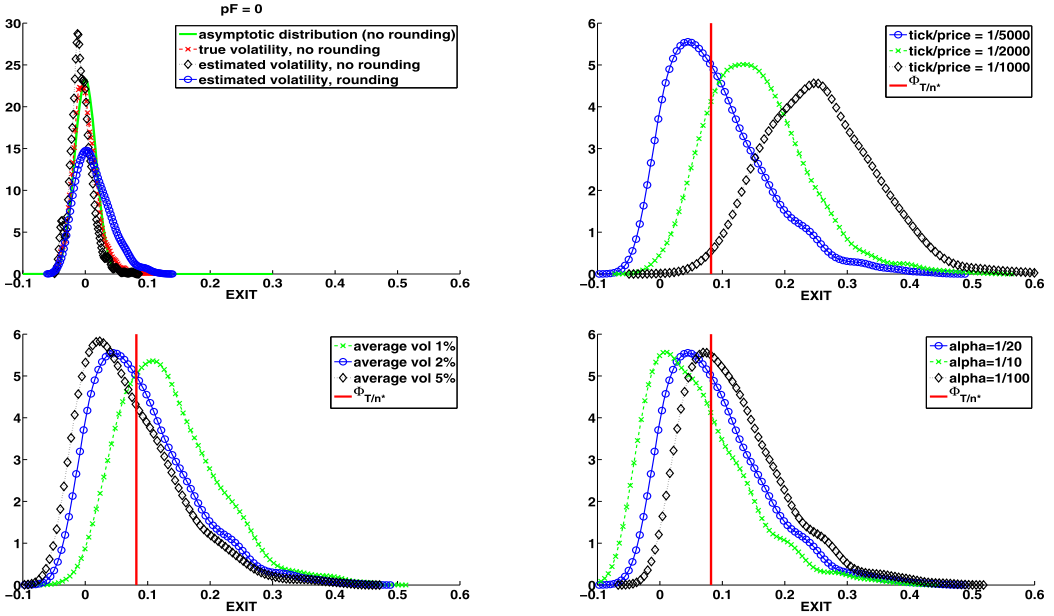 pF = 0
30
25
20
15
10
5
0
asymptotic distribution (no rounding)
true volatility, no rounding
estimated volatility, no rounding
estimated volatility, rounding
−0.1 0 0.1 0.2 0.3 0.4 0.5 0.6
EXIT
6
5
4
3
2
1
0
tick/price = 1/5000
tick/price = 1/2000
tick/price = 1/1000
Φ_T/n*
−0.1 0 0.1 0.2 0.3 0.4 0.5 0.6
EXIT
6
5
4
3
2
1
0
average vol 1%
average vol 2%
average vol 5%
Φ_T/n*
−0.1 0 0.1 0.2 0.3 0.4 0.5 0.6
EXIT
6
5
4
3
2
1
0
alpha=1/20
alpha=1/10
alpha=1/100
Φ_T/n*
−0.1 0 0.1 0.2 0.3 0.4 0.5 0.6
EXIT